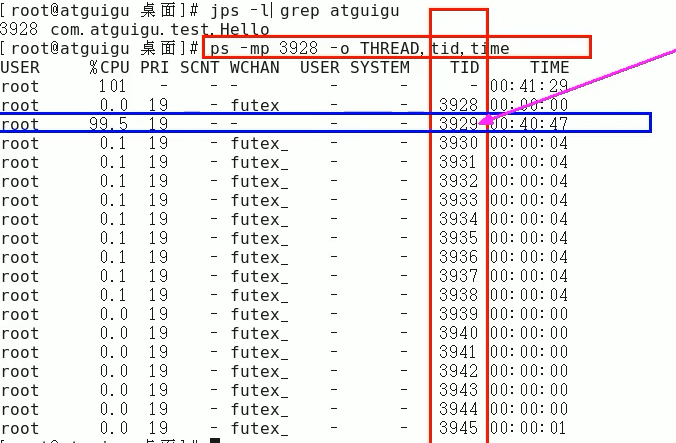 [root@atguigu 桌面]# jps -l| grep atguigu
3928 com.atguigu.test.Hello
[root@atguigu 桌面]# ps -mp 3928 -o THREAD,tid,time
USER %CPU PRI SCNT WCHAN USER SYSTEM TID TIME
root 101 - - - - - - 00:41:29
root 0.0 19 - futex_ - - 3928 00:00:00
root 99.5 19 - - - - 3929 00:40:47
root 0.1 19 - futex_ - - 3930 00:00:04
root 0.1 19 - futex_ - - 3931 00:00:04
root 0.1 19 - futex_ - - 3932 00:00:04
root 0.1 19 - futex_ - - 3933 00:00:04
root 0.1 19 - futex_ - - 3934 00:00:04
root 0.1 19 - futex_ - - 3935 00:00:04
root 0.1 19 - futex_ - - 3936 00:00:04
root 0.1 19 - futex_ - - 3937 00:00:04
root 0.1 19 - futex_ - - 3938 00:00:04
root 0.0 19 - futex_ - - 3939 00:00:00
root 0.0 19 - futex_ - - 3940 00:00:00
root 0.0 19 - futex_ - - 3941 00:00:00
root 0.0 19 - futex_ - - 3942 00:00:00
root 0.0 19 - futex_ - - 3943 00:00:00
root 0.0 19 - futex_ - - 3944 00:00:00
root 0.0 19 - futex_ - - 3945 00:00:01
[root@atguigu 桌面]#